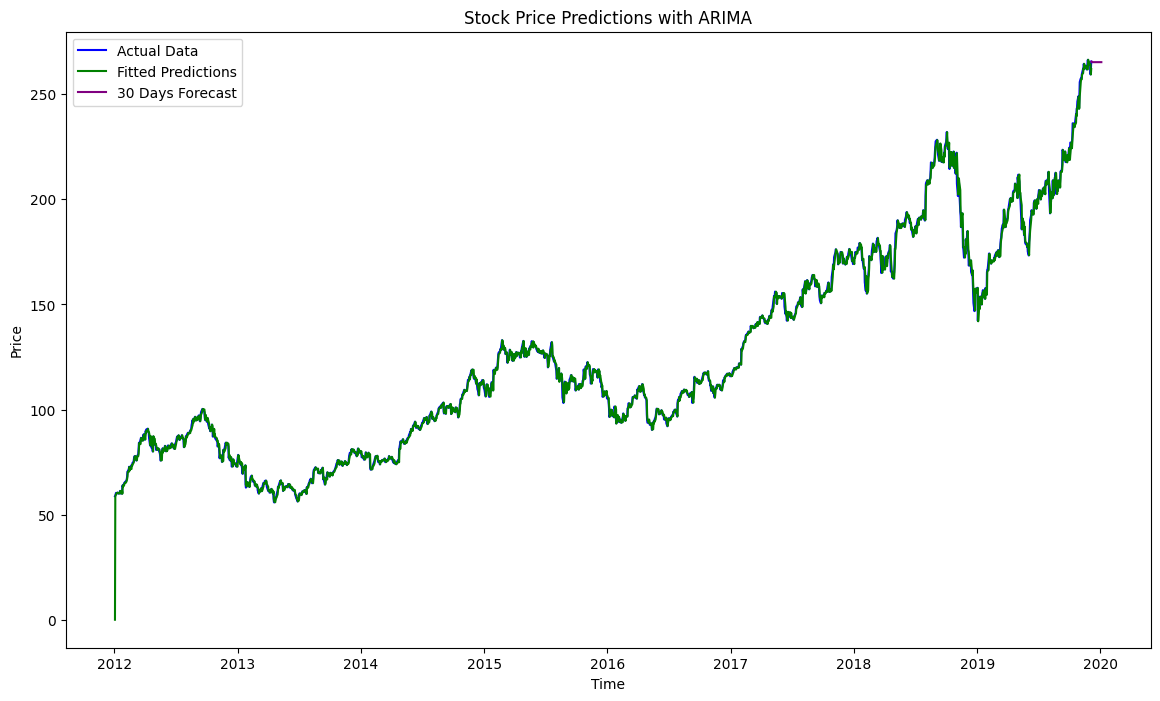 Stock Price Predictions with ARIMA
Actual Data
Fitted Predictions
30 Days Forecast
Price
250
200
150
100
50
0
2012 2013 2014 2015 2016 2017 2018 2019 2020
Time